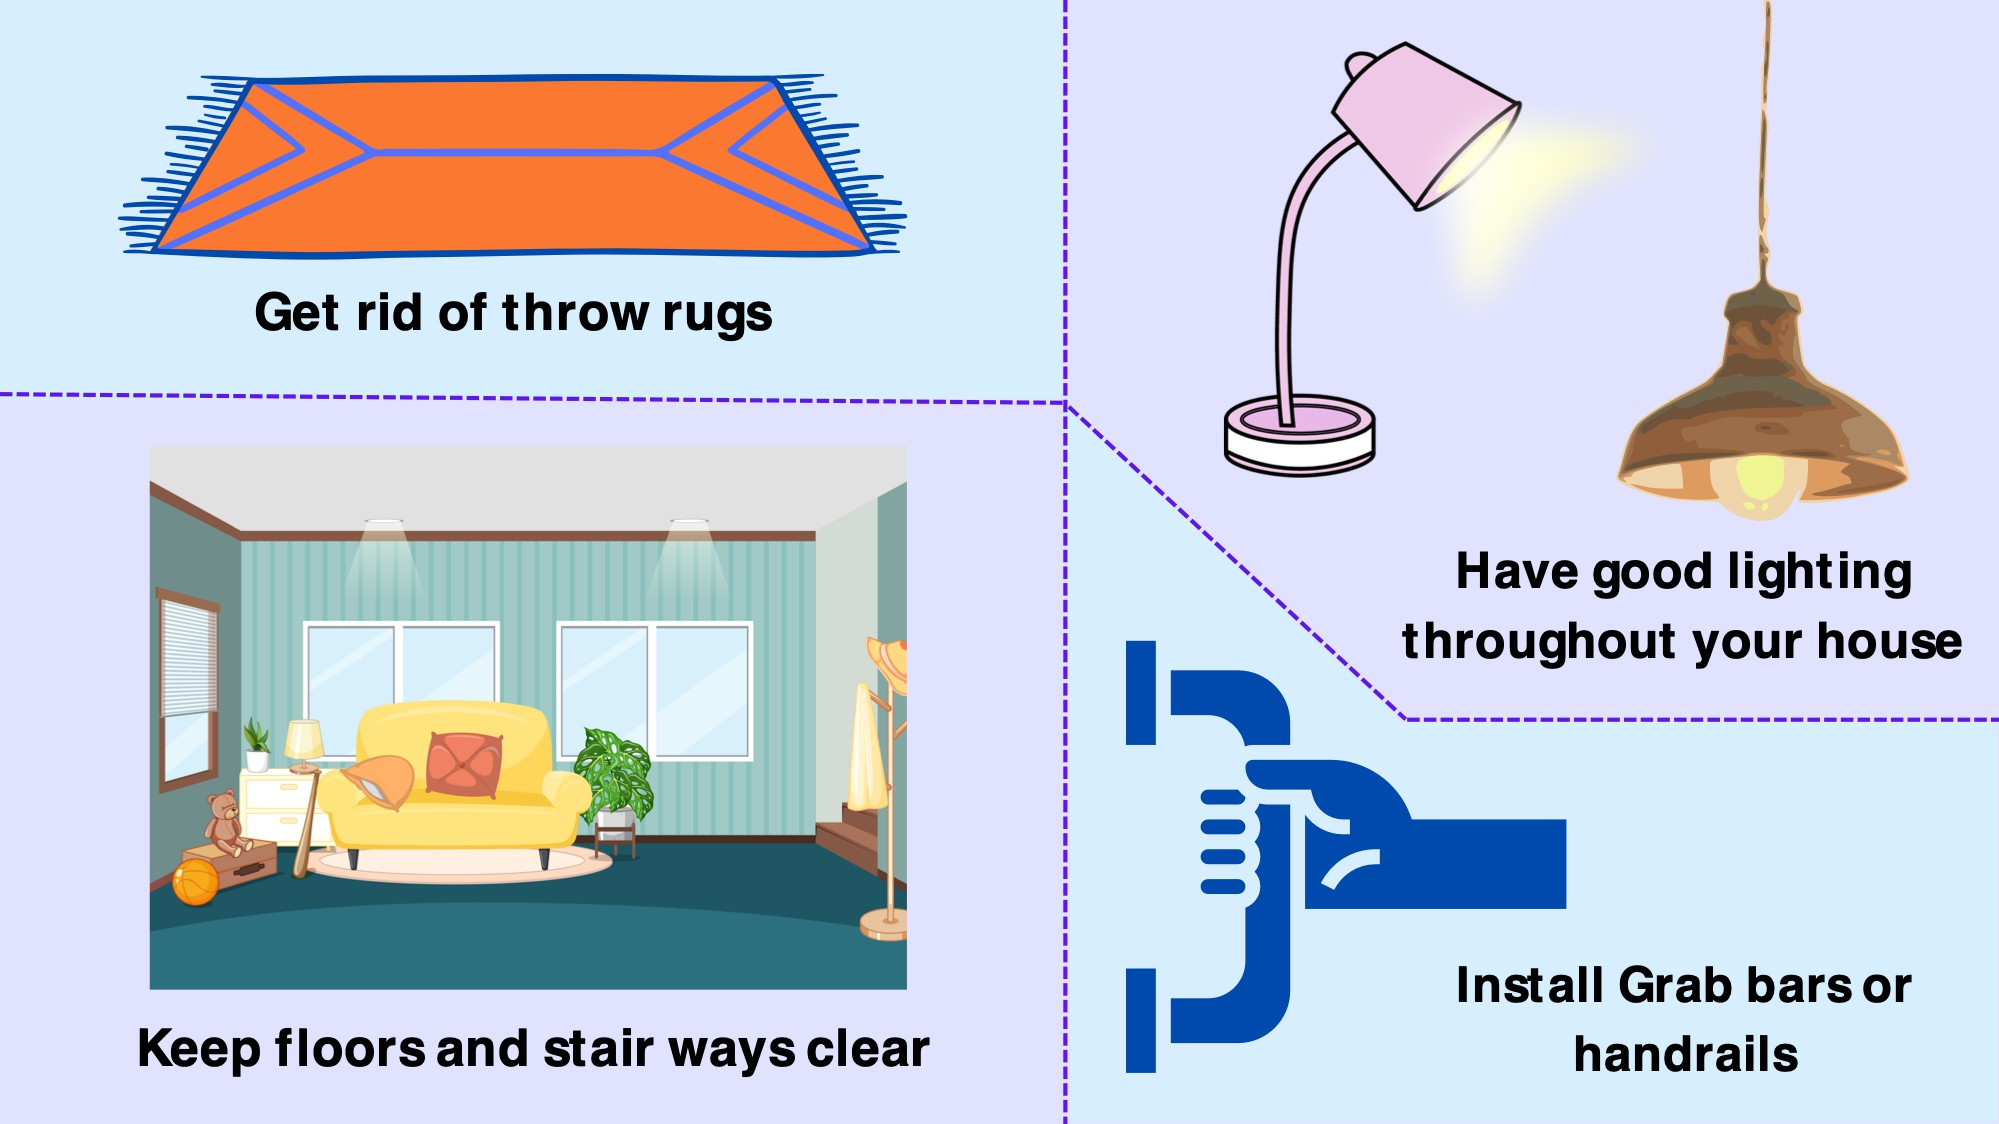 Get rid of throw rugs
Have good lighting
throughout your house
Keep floors and stair ways clear
Install Grab bars or
handrails